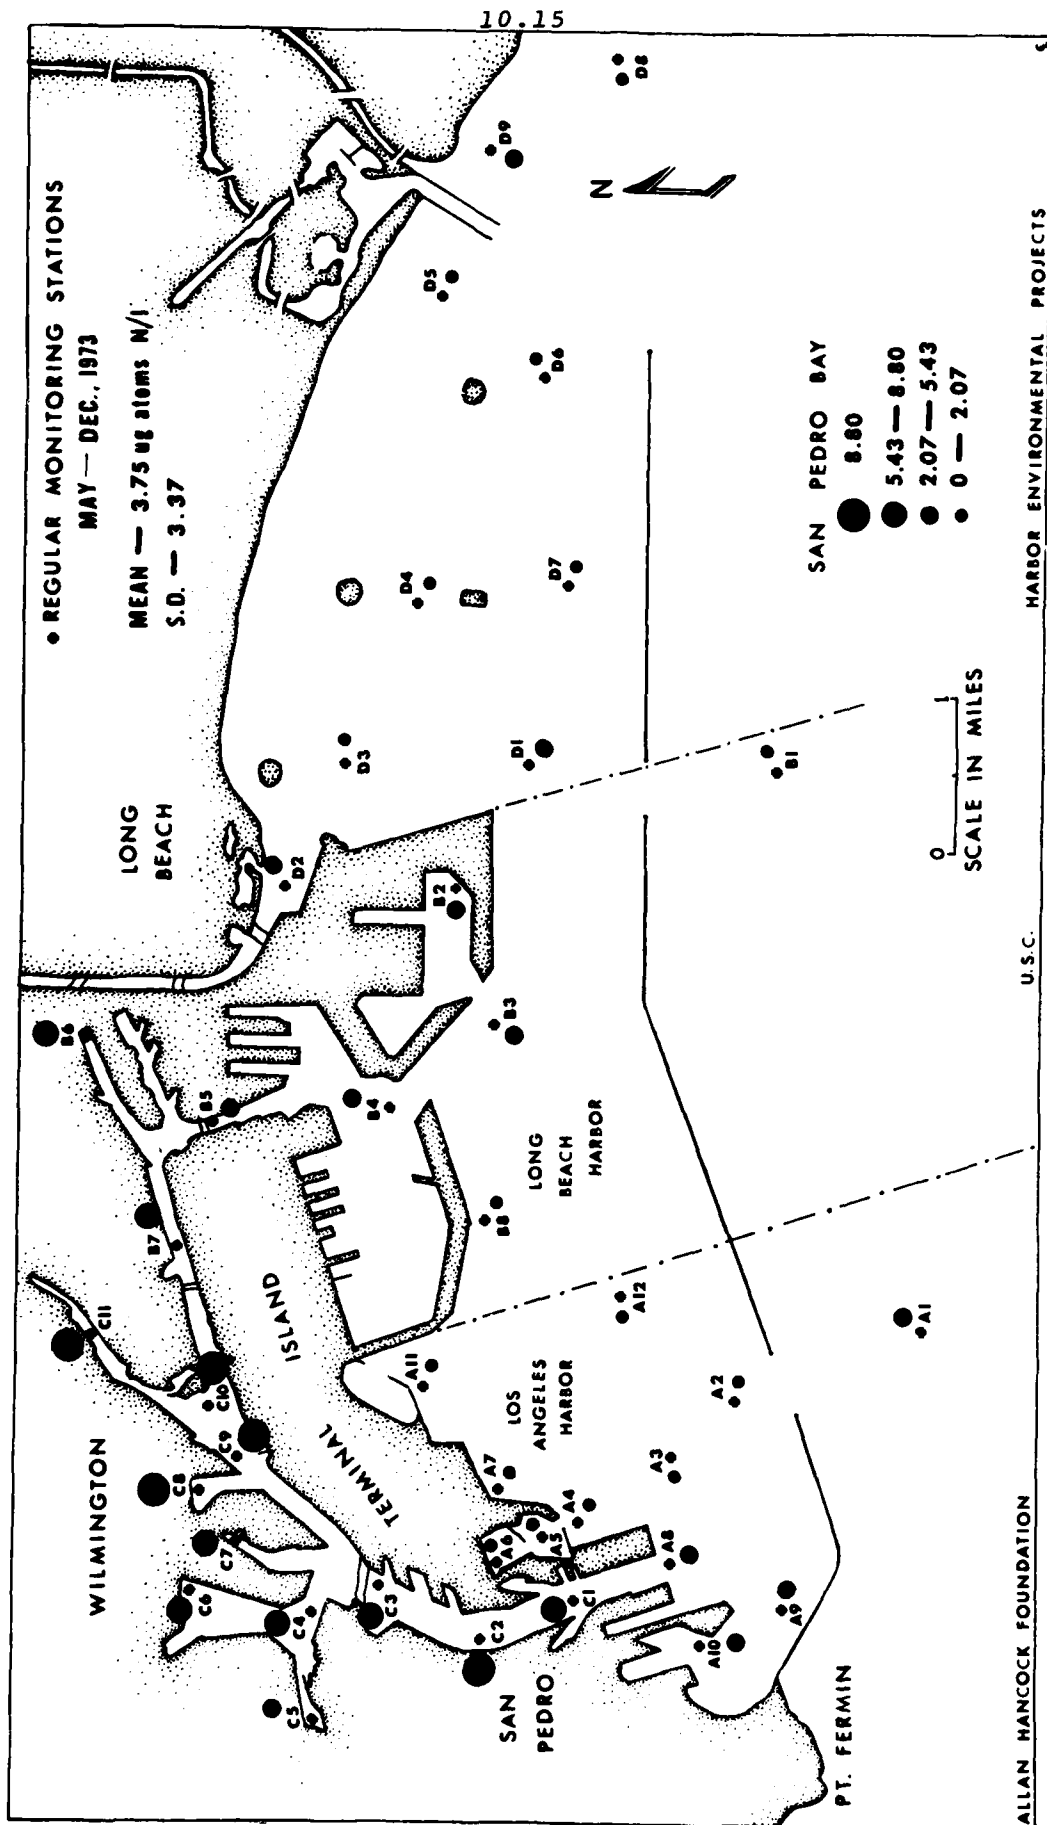 10.15
• REGULAR MONITORING STATIONS
MAY — DEC., 1973
MEAN — 3.75 ug atoms N/l
S.D. — 3.37
WILMINGTON
LONG
BEACH
TERMINAL
ISLAND
SAN
PEDRO
LOS
ANGELES
HARBOR
LONG
BEACH
HARBOR
PT. FERMIN
N
SAN PEDRO BAY
8.80
5.43 — 8.80
2.07 — 5.43
0 — 2.07
0
1
SCALE IN MILES
C5
C6
C4
C7
C8
C9
C10
C11
C3
C2
C1
B7
B6
B5
B4
B3
B2
B8
B1
A1
A2
A3
A4
A5
A6
A7
A8
A9
A10
A11
A12
D1
D2
D3
D4
D5
D6
D7
D8
D9
ALLAN HANCOCK FOUNDATION
U.S.C.
HARBOR ENVIRONMENTAL PROJECTS